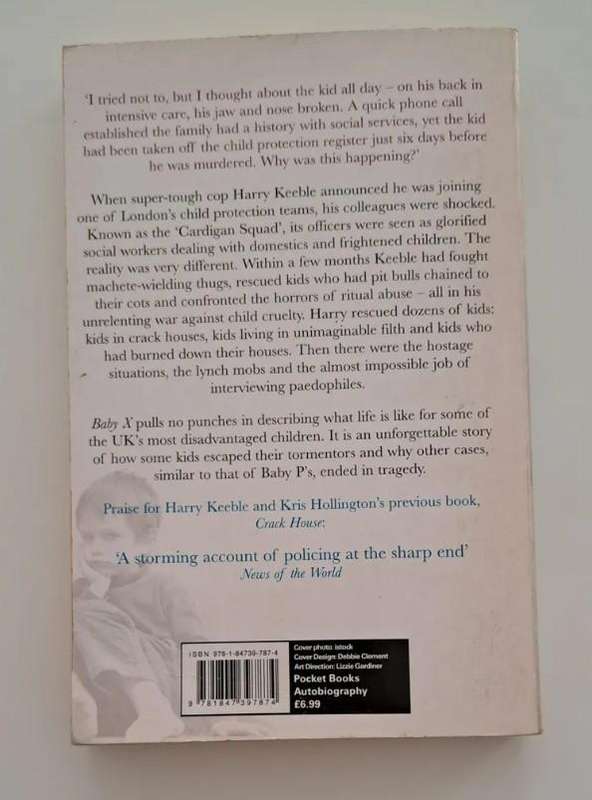 'I tried not to, but I thought about the kid all day – on his back in
intensive care, his jaw and nose broken. A quick phone call
established the family had a history with social services, yet the kid
had been taken off the child protection register just six days before
he was murdered. Why was this happening?'
When super-tough cop Harry Keeble announced he was joining
one of London's child protection teams, his colleagues were shocked.
Known as the 'Cardigan Squad', its officers were seen as glorified
social workers dealing with domestics and frightened children. The
reality was very different. Within a few months Keeble had fought
machete-wielding thugs, rescued kids who had pit bulls chained to
their cots and confronted the horrors of ritual abuse – all in his
unrelenting war against child cruelty. Harry rescued dozens of kids:
kids in crack houses, kids living in unimaginable filth and kids who
had burned down their houses. Then there were the hostage
situations, the lynch mobs and the almost impossible job of
interviewing paedophiles.
Baby X pulls no punches in describing what life is like for some of
the UK's most disadvantaged children. It is an unforgettable story
of how some kids escaped their tormentors and why other cases,
similar to that of Baby P's, ended in tragedy.
Praise for Harry Keeble and Kris Hollington's previous book,
Crack House:
'A storming account of policing at the sharp end'
News of the World
ISBN 978-1-84739-787-4
9 781847 397874
Cover photo: istock
Cover Design: Debbie Clement
Art Direction: Lizzie Gardiner
Pocket Books
Autobiography
£6.99